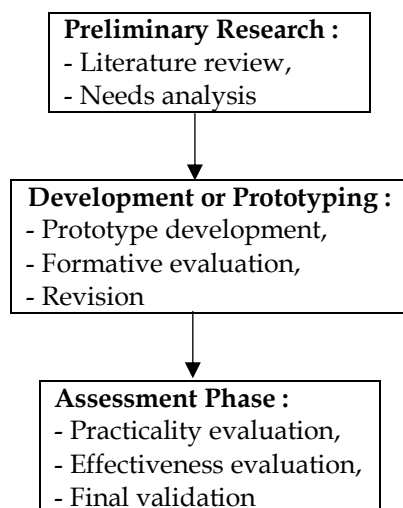 Preliminary Research :
- Literature review,
- Needs analysis
Development or Prototyping :
- Prototype development,
- Formative evaluation,
- Revision
Assessment Phase :
- Practicality evaluation,
- Effectiveness evaluation,
- Final validation